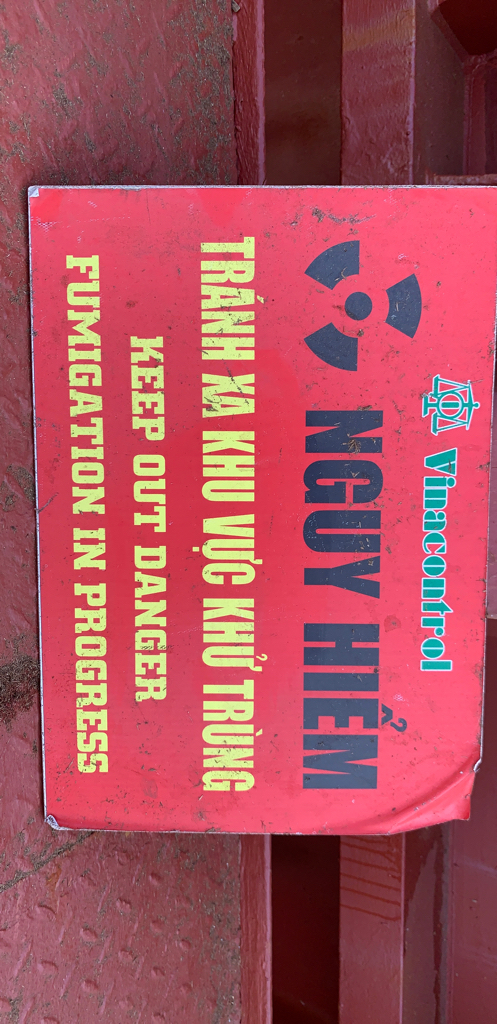 Vinacontrol
NGUY HIỂM
TRÁNH XA KHU VỰC KHỬ TRÙNG
KEEP OUT DANGER
FUMIGATION IN PROGRESS